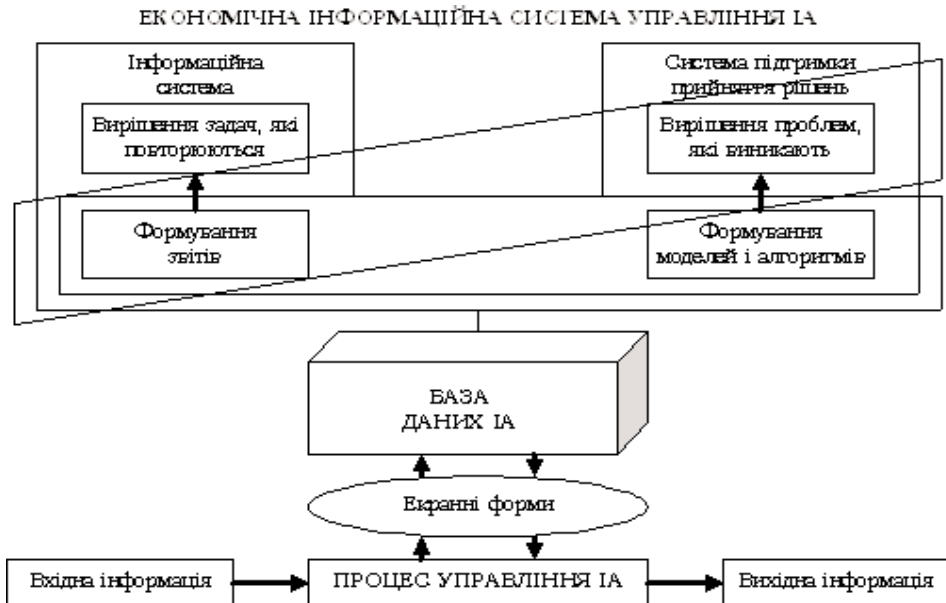 ЕКОНОМІЧНА ІНФОРМАЦІЙНА СИСТЕМА УПРАВЛІННЯ ІА
Інформаційна
система
Вирішення задач, які
повторюються
Формування
звітів
Система підтримки
прийняття рішень
Вирішення проблем,
які виникають
Формування
моделей і алгоритмів
БАЗА
ДАНИХ ІА
Екранні форми
Вхідна інформація
ПРОЦЕС УПРАВЛІННЯ ІА
Вихідна інформація